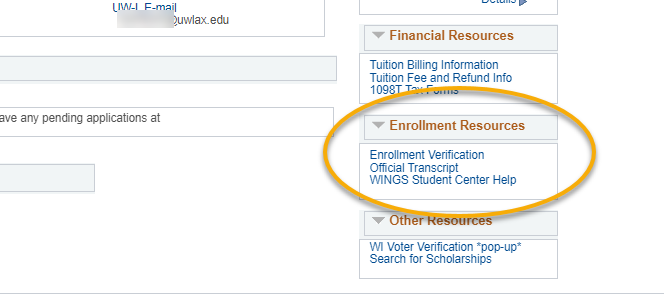 Details
UW-L E-mail
uwlax.edu
Financial Resources
Tuition Billing Information
Tuition Fee and Refund Info
1098T Tax Forms
ave any pending applications at
Enrollment Resources
Enrollment Verification
Official Transcript
WINGS Student Center Help
Other Resources
WI Voter Verification *pop-up*
Search for Scholarships